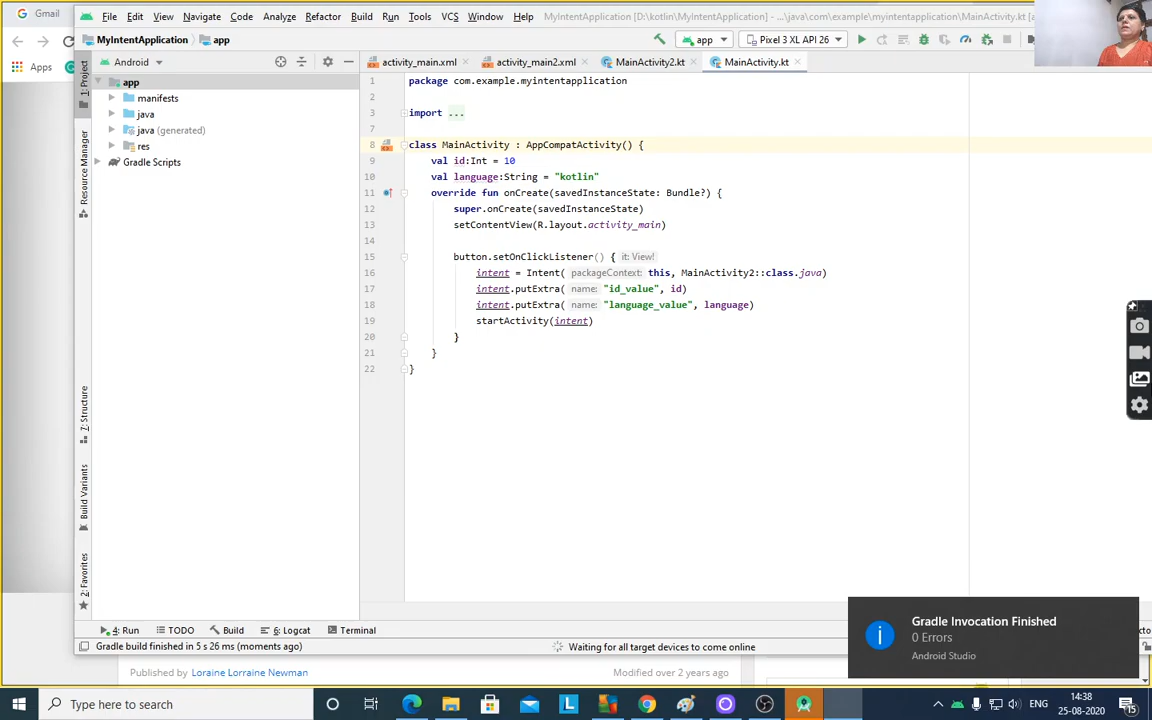 Gmail
File Edit View Navigate Code Analyze Refactor Build Run Tools VCS Window Help MyIntentApplication [D:\kotlin\MyIntentApplication] - ...\java\com\example\myintentapplication\MainActivity.kt
MyIntentApplication app
app Pixel 3 XL API 26
Apps
1: Project
Android
activity_main.xml activity_main2.xml MainActivity2.kt MainActivity.kt
app
manifests
java
java (generated)
res
Gradle Scripts
Resource Manager
7: Structure
Build Variants
2: Favorites
1 package com.example.myintentapplication
2
3 import ...
7
8 class MainActivity : AppCompatActivity() {
9 val id:Int = 10
10 val language:String = "kotlin"
11 override fun onCreate(savedInstanceState: Bundle?) {
12 super.onCreate(savedInstanceState)
13 setContentView(R.layout.activity_main)
14
15 button.setOnClickListener() { it: View!
16 intent = Intent( packageContext: this, MainActivity2::class.java)
17 intent.putExtra( name: "id_value", id)
18 intent.putExtra( name: "language_value", language)
19 startActivity(intent)
20 }
21 }
22 }
4: Run TODO Build 6: Logcat Terminal
Gradle build finished in 5 s 26 ms (moments ago)
Waiting for all target devices to come online
Gradle Invocation Finished
0 Errors
Android Studio
Published by Loraine Lorraine Newman
Modified over 2 years ago
Type here to search
ENG
14:38
25-08-2020
15